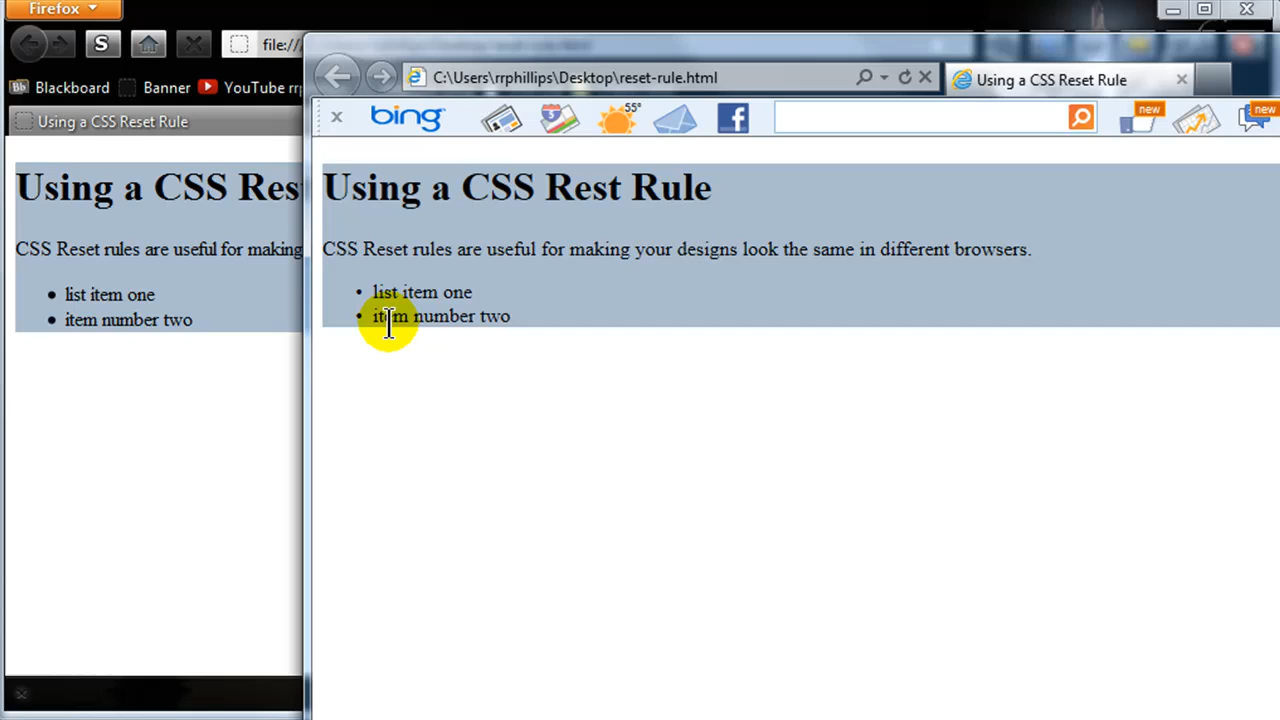 Firefox
S
file://
C:\Users\rrphillips\Desktop\reset-rule.html
Using a CSS Reset Rule
Bb Blackboard Banner YouTube rrp
bing 5 55° f new new
Using a CSS Reset Rule
Using a CSS Res
CSS Reset rules are useful for making
• list item one
• item number two
Using a CSS Rest Rule
CSS Reset rules are useful for making your designs look the same in different browsers.
• list item one
• item number two